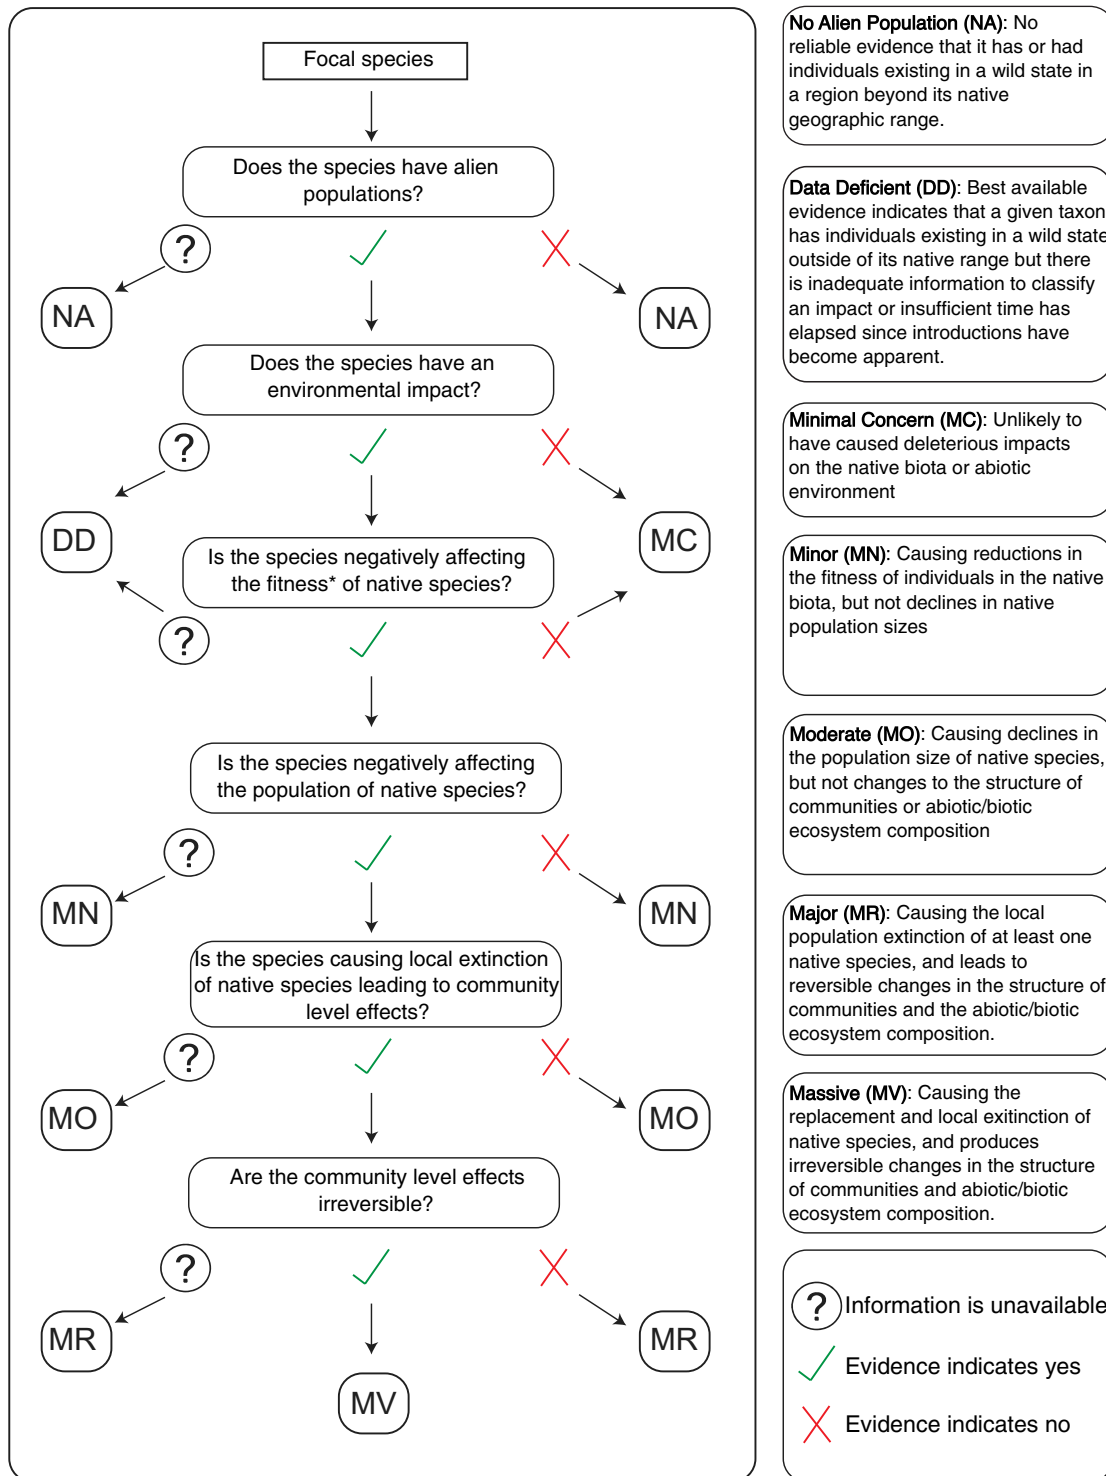 Focal species
Does the species have alien
populations?
?
NA
NA
Does the species have an
environmental impact?
?
DD
MC
Is the species negatively affecting
the fitness* of native species?
?
Is the species negatively affecting
the population of native species?
?
MN
MN
Is the species causing local extinction
of native species leading to community
level effects?
?
MO
MO
Are the community level effects
irreversible?
?
MR
MR
MV
No Alien Population (NA): No
reliable evidence that it has or had
individuals existing in a wild state in
a region beyond its native
geographic range.
Data Deficient (DD): Best available
evidence indicates that a given taxon
has individuals existing in a wild state
outside of its native range but there
is inadequate information to classify
an impact or insufficient time has
elapsed since introductions have
become apparent.
Minimal Concern (MC): Unlikely to
have caused deleterious impacts
on the native biota or abiotic
environment
Minor (MN): Causing reductions in
the fitness of individuals in the native
biota, but not declines in native
population sizes
Moderate (MO): Causing declines in
the population size of native species,
but not changes to the structure of
communities or abiotic/biotic
ecosystem composition
Major (MR): Causing the local
population extinction of at least one
native species, and leads to
reversible changes in the structure of
communities and the abiotic/biotic
ecosystem composition.
Massive (MV): Causing the
replacement and local exitinction of
native species, and produces
irreversible changes in the structure
of communities and abiotic/biotic
ecosystem composition.
? Information is unavailable
Evidence indicates yes
Evidence indicates no